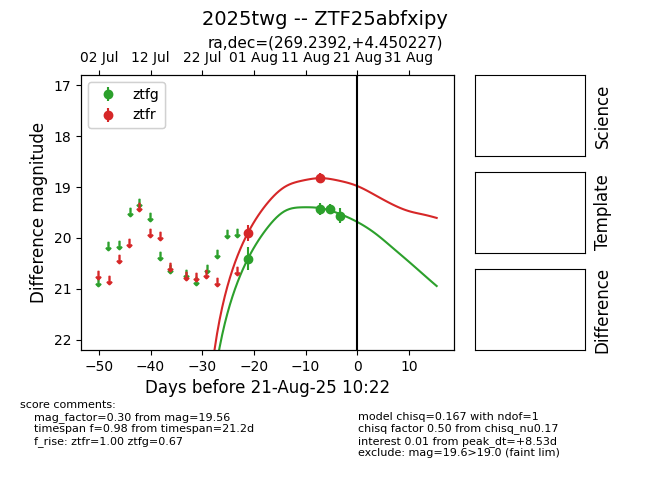 2025twg -- ZTF25abfxipy
ra,dec=(269.2392,+4.450227)
02 Jul 12 Jul 22 Jul 01 Aug 11 Aug 21 Aug 31 Aug
ztfg
ztfr
17
18
19
20
21
22
Difference magnitude
−50 −40 −30 −20 −10 0 10
Days before 21-Aug-25 10:22
Science
Template
Difference
score comments:
mag_factor=0.30 from mag=19.56
timespan f=0.98 from timespan=21.2d
f_rise: ztfr=1.00 ztfg=0.67
model chisq=0.167 with ndof=1
chisq factor 0.50 from chisq_nu0.17
interest 0.01 from peak_dt=+8.53d
exclude: mag=19.6>19.0 (faint lim)